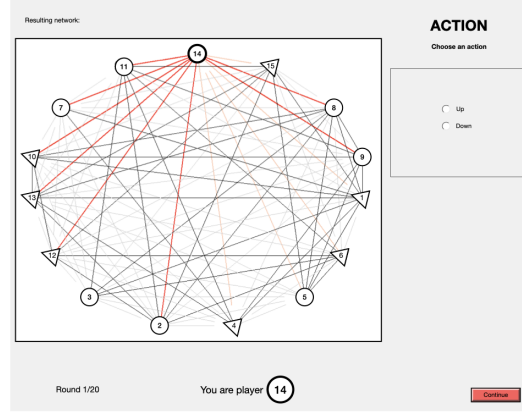 Resulting network:
ACTION
Choose an action
14
11
15
7
8
Up
Down
10
9
13
1
12
6
3
5
2
4
Round 1/20
You are player 14
Continue